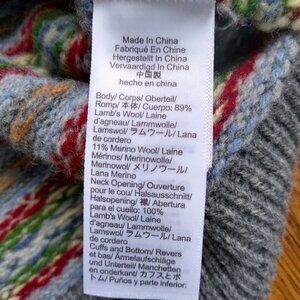 Made In China
Fabriqué En Chine
Hergestellt In China
Vervaardigd In China
中国製
hecho en china
Body/ Corps/ Oberteil/
Romp/ 本体/ Cuerpo: 89%
Lamb's Wool/ Laine
d'agneau/ Lammwolle/
Lamswol/ ラムウール/ Lana
de cordero
11% Merino Wool/ Laine
Mérinos/ Merinowolle/
Merinowol/ メリノウール/
Lana Merino
Neck Opening/ Ouverture
pour le cou/ Halsausschnitt/
Halsopening/ 襟/ Abertura
para el cuello: 100%
Lamb's Wool/ Laine
d'agneau/ Lammwolle/
Lamswol/ ラムウール/ Lana
de cordero
Cuffs and Bottom/ Revers
et bas/ Ärmelaufschläge
und Unterteil/ Manchetten
en onderkant/ カフスとボ
トム/ Puños y parte inferior: